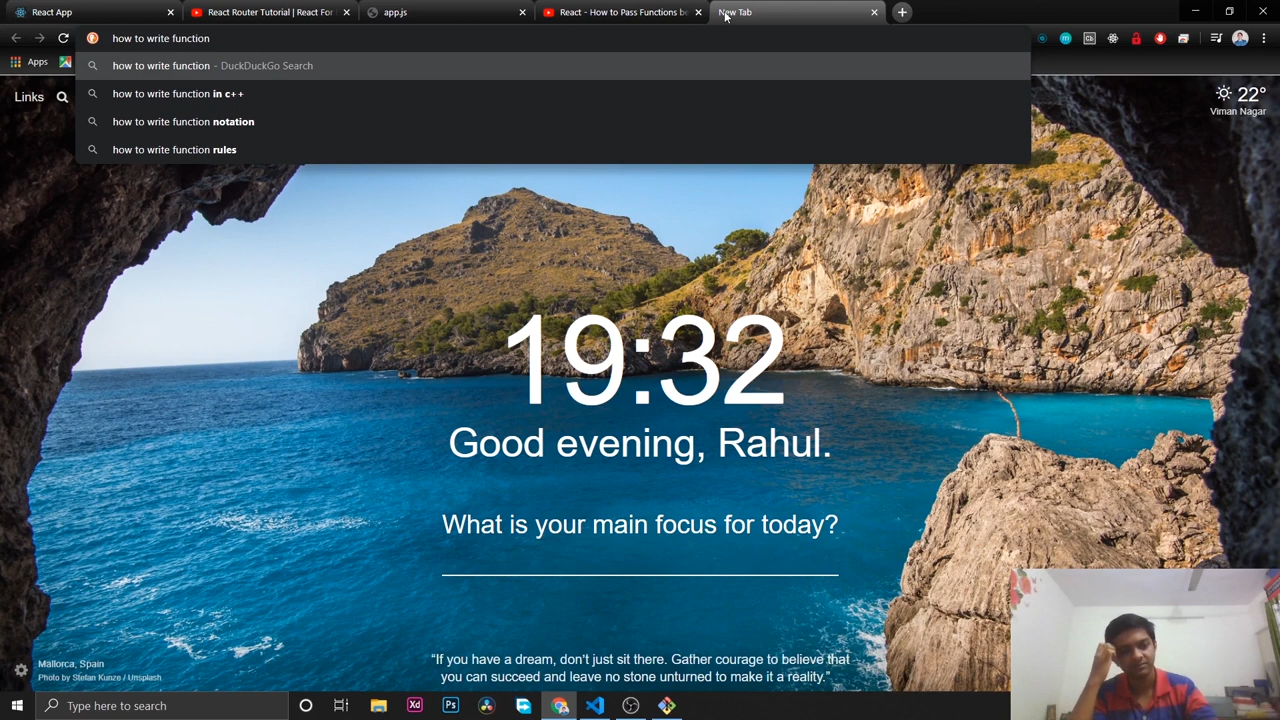 React App
React Router Tutorial | React For
app.js
React - How to Pass Functions be
New Tab
how to write function
Apps
how to write function - DuckDuckGo Search
how to write function in c++
how to write function notation
how to write function rules
Links
22°
Viman Nagar
19:32
Good evening, Rahul.
What is your main focus for today?
Mallorca, Spain
Photo by Stefan Kunze / Unsplash
“If you have a dream, don’t just sit there. Gather courage to believe that
you can succeed and leave no stone unturned to make it a reality.”
Type here to search
Xd
Ps